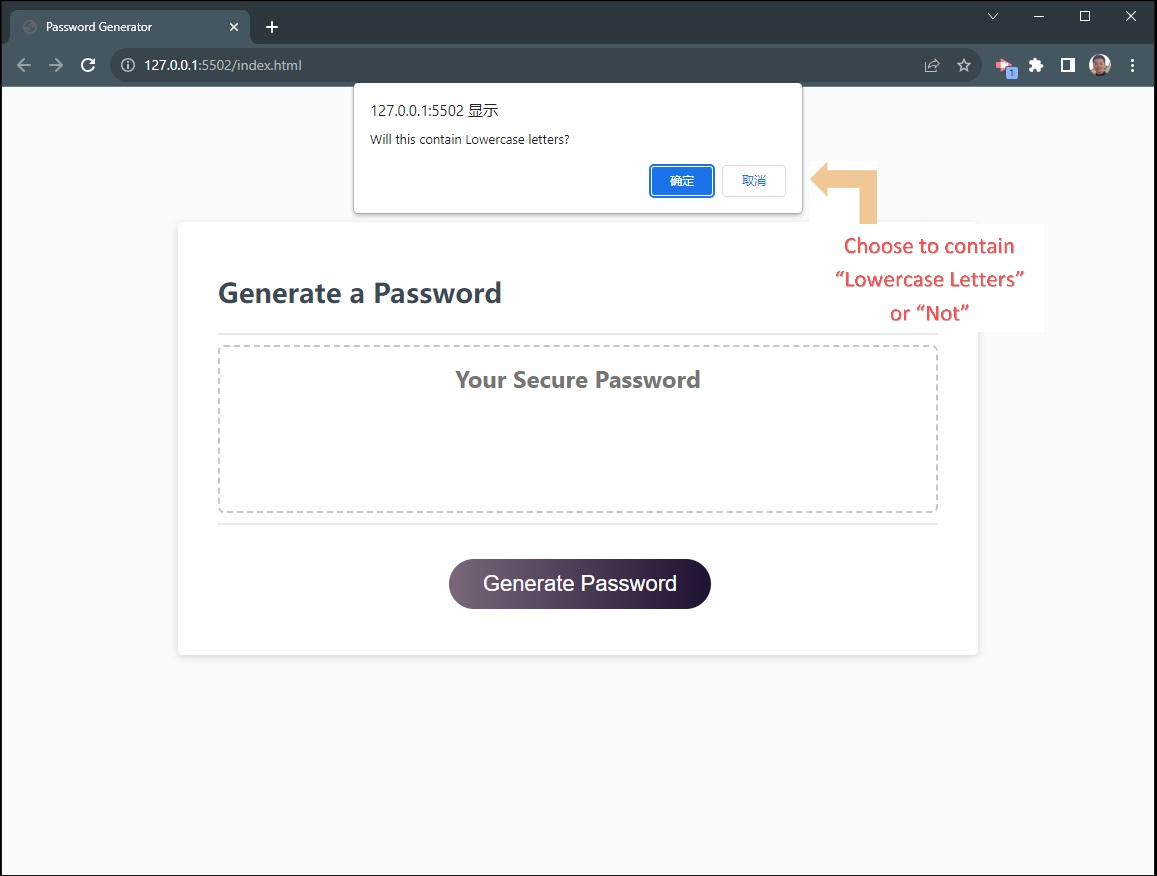 Password Generator
127.0.0.1:5502/index.html
1
127.0.0.1:5502 显示
Will this contain Lowercase letters?
确定 取消
Choose to contain
“Lowercase Letters”
or “Not”
Generate a Password
Your Secure Password
Generate Password